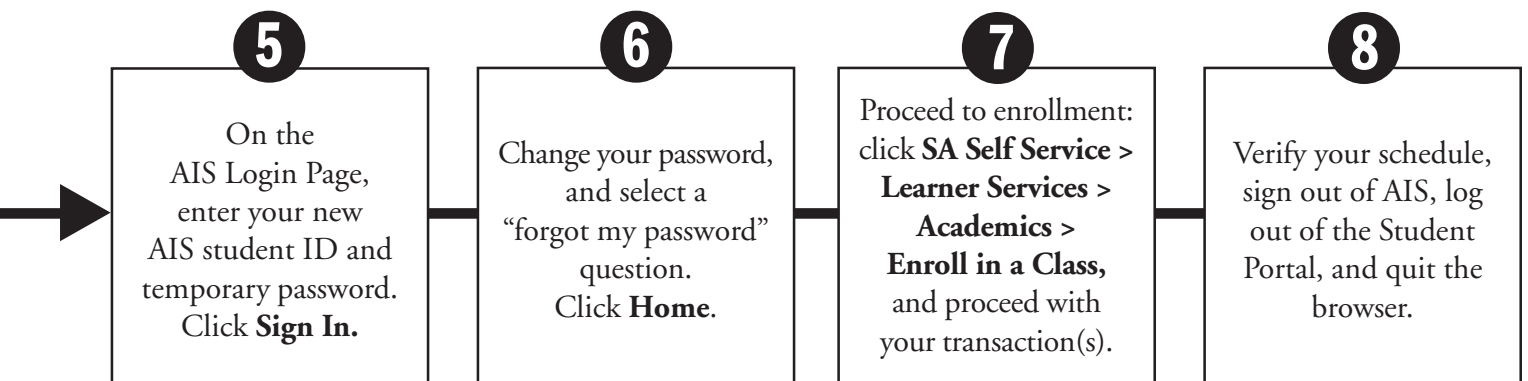 5
On the
AIS Login Page,
enter your new
AIS student ID and
temporary password.
Click Sign In.
6
Change your password,
and select a
“forgot my password”
question.
Click Home.
7
Proceed to enrollment:
click SA Self Service >
Learner Services >
Academics >
Enroll in a Class,
and proceed with
your transaction(s).
8
Verify your schedule,
sign out of AIS, log
out of the Student
Portal, and quit the
browser.